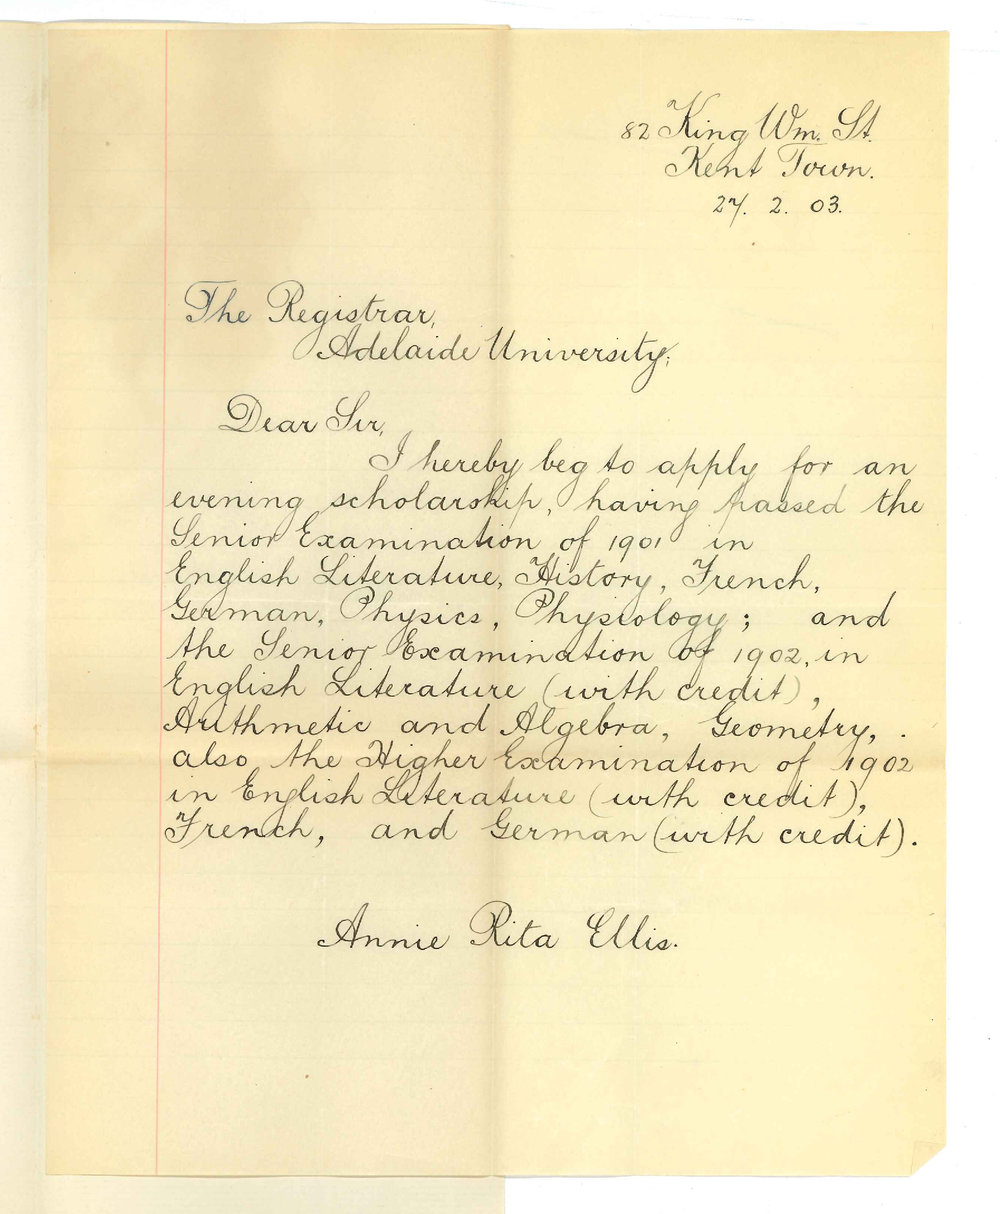 82 King Wm. St.
Kent Town.
27. 2. 03.
The Registrar,
Adelaide University;
Dear Sir,
I hereby beg to apply for an
evening scholarship, having passed the
Senior Examination of 1901 in
English Literature, History, French,
German, Physics, Physiology; and
the Senior Examination of 1902, in
English Literature (with credit),
Arithmetic and Algebra, Geometry, .
also the Higher Examination of 1902
in English Literature (with credit),
French, and German (with credit).
Annie Rita Ellis.